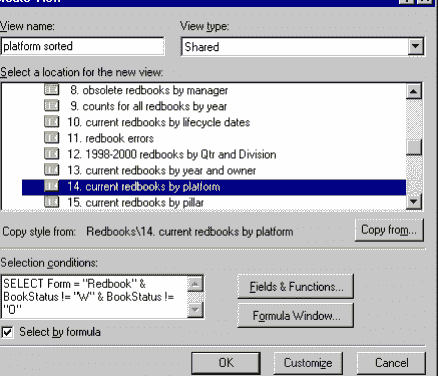 Create View
View name:
View type:
platform sorted
Shared
Select a location for the new view:
8. obsolete redbooks by manager
9. counts for all redbooks by year
10. current redbooks by lifecycle dates
11. redbook errors
12. 1998-2000 redbooks by Qtr and Division
13. current redbooks by year and owner
14. current redbooks by platform
15. current redbooks by pillar
Copy style from: Redbooks\14. current redbooks by platform
Copy from...
Selection conditions:
SELECT Form = "Redbook" &
BookStatus != "W" & BookStatus !=
"O"
Fields & Functions...
Formula Window...
Select by formula
OK
Customize
Cancel